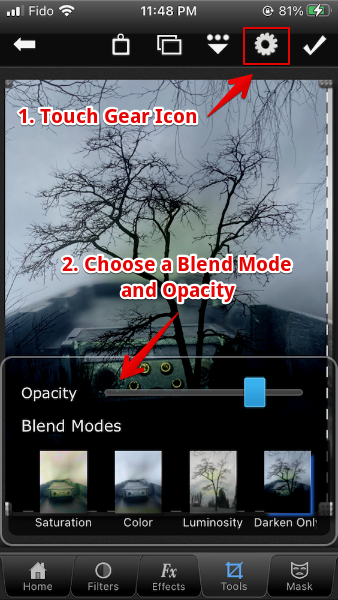 Fido 11:48 PM 81%
1. Touch Gear Icon
2. Choose a Blend Mode
and Opacity
Opacity
Blend Modes
Saturation Color Luminosity Darken Onl
Home Filters Effects Tools Mask